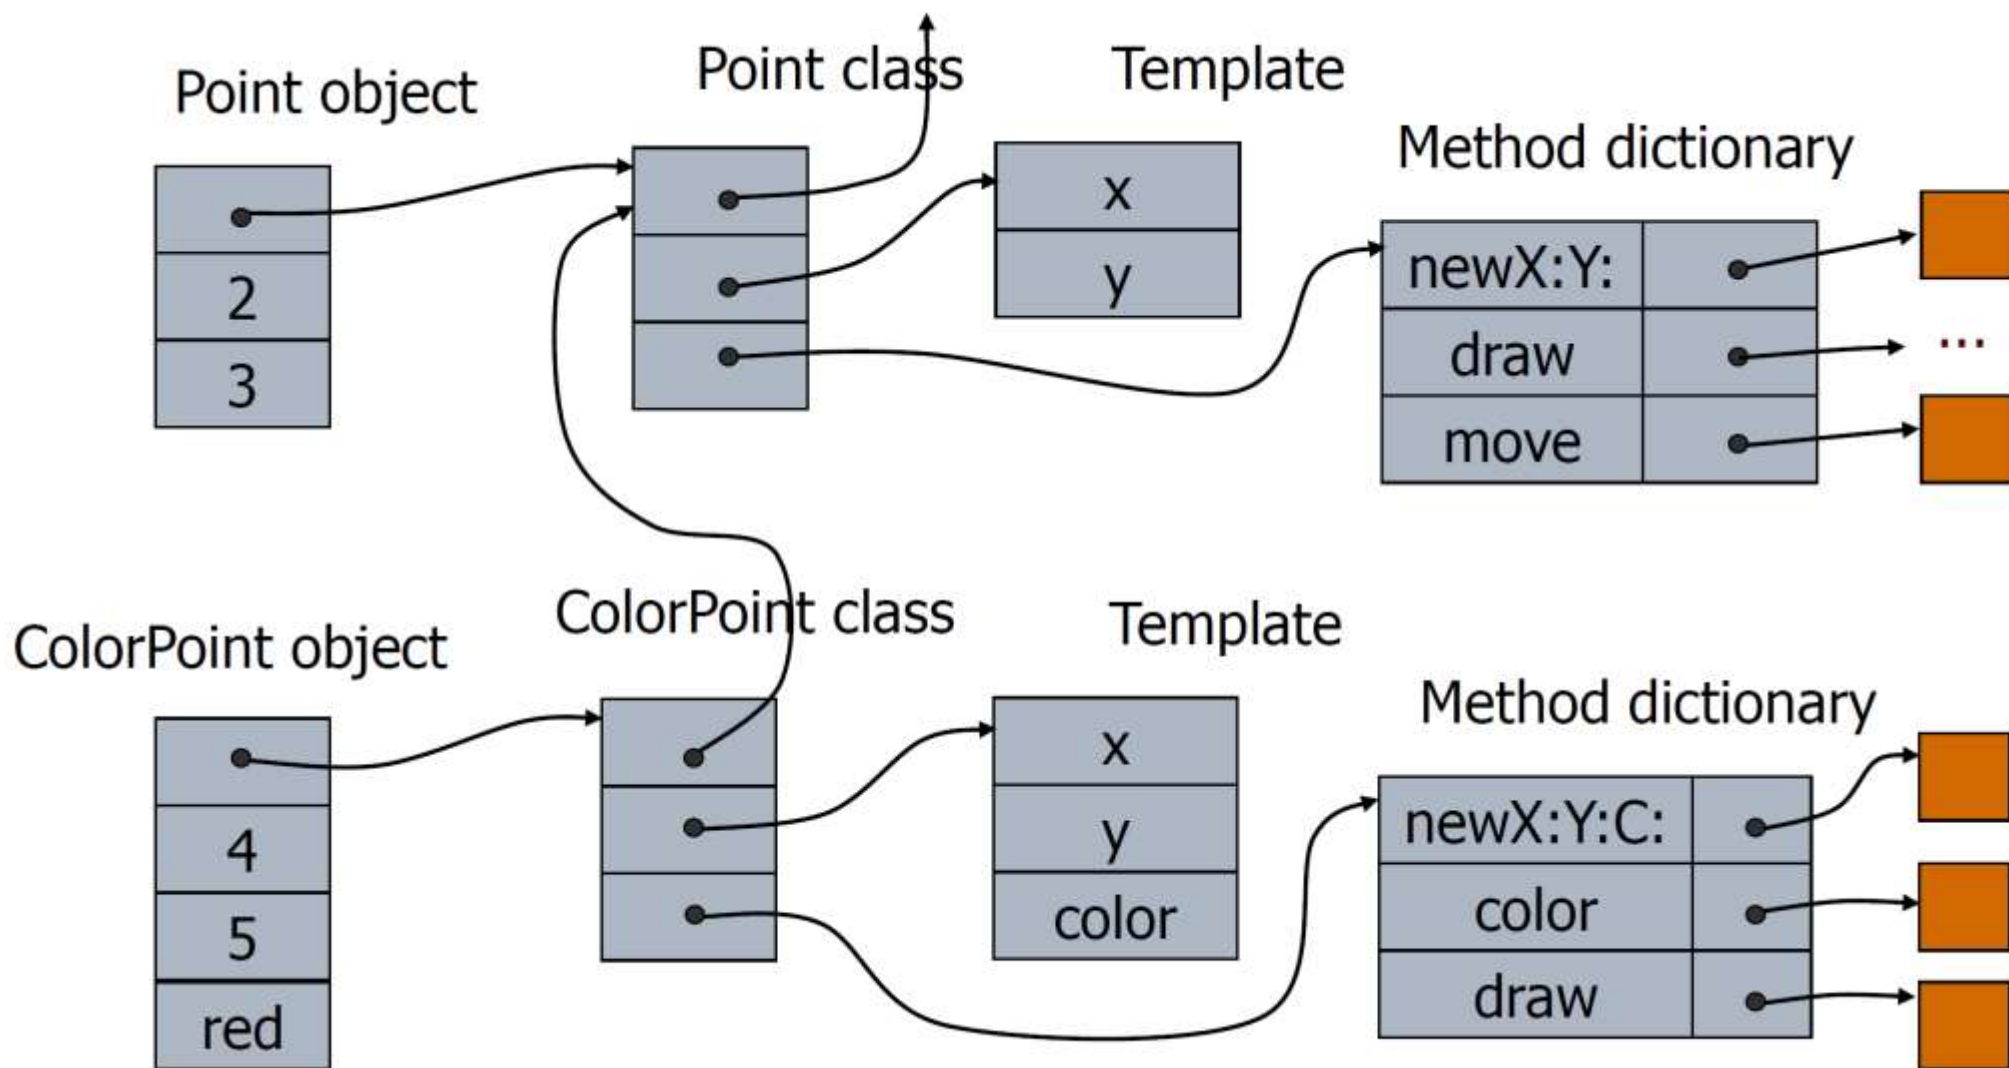 Point object
Point class
Template
Method dictionary
2
3
x
y
newX:Y:
draw
move
...
ColorPoint object
ColorPoint class
Template
Method dictionary
4
5
red
x
y
color
newX:Y:C:
color
draw